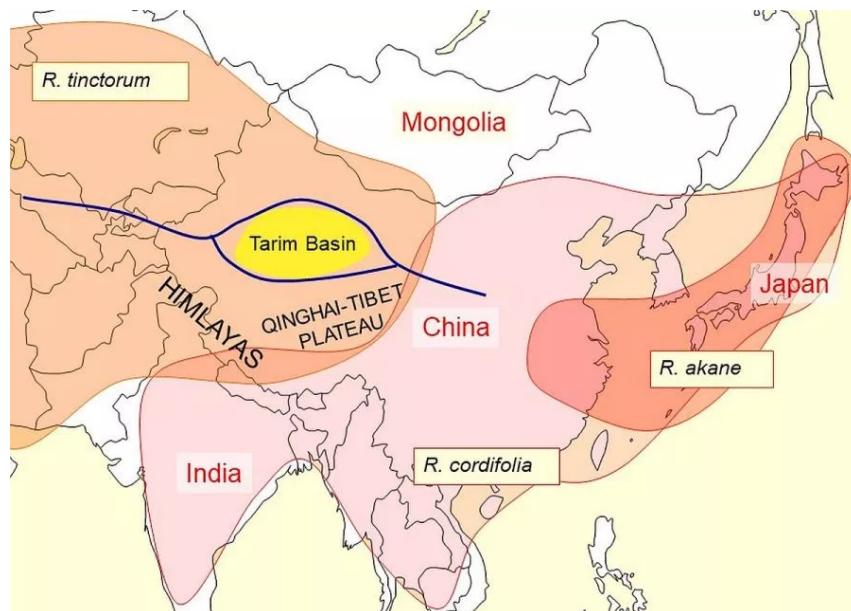 R. tinctorum
Mongolia
Tarim Basin
HIMLAYAS
QINGHAI-TIBET
PLATEAU
China
Japan
R. akane
R. cordifolia
India